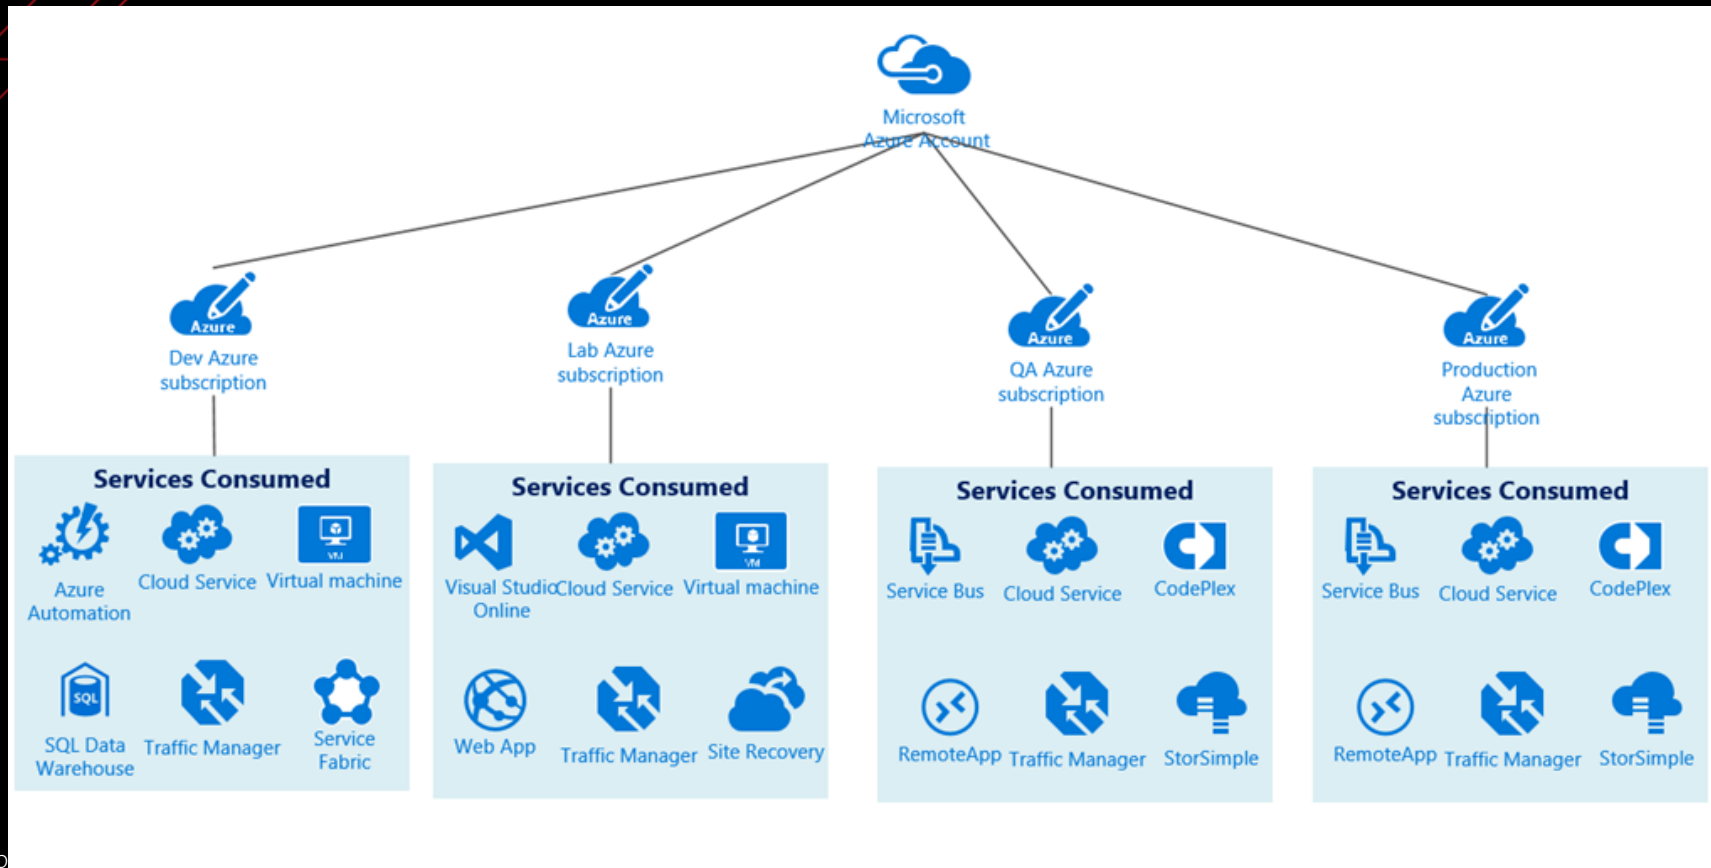 Microsoft
Azure Account
Azure
Dev Azure
subscription
Azure
Lab Azure
subscription
Azure
QA Azure
subscription
Azure
Production
Azure
subscription
Services Consumed
Azure
Automation
Cloud Service
VM
Virtual machine
SQL
SQL Data
Warehouse
Traffic Manager
Service
Fabric
Services Consumed
Visual Studio
Online
Cloud Service
VM
Virtual machine
Web App
Traffic Manager
Site Recovery
Services Consumed
Service Bus
Cloud Service
CodePlex
RemoteApp
Traffic Manager
StorSimple
Services Consumed
Service Bus
Cloud Service
CodePlex
RemoteApp
Traffic Manager
StorSimple